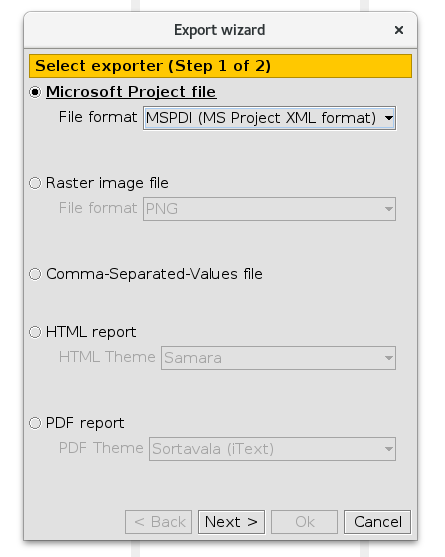 Export wizard
Select exporter (Step 1 of 2)
Microsoft Project file
File format MSPDI (MS Project XML format)
Raster image file
File format PNG
Comma-Separated-Values file
HTML report
HTML Theme Samara
PDF report
PDF Theme Sortavala (iText)
< Back Next > Ok Cancel